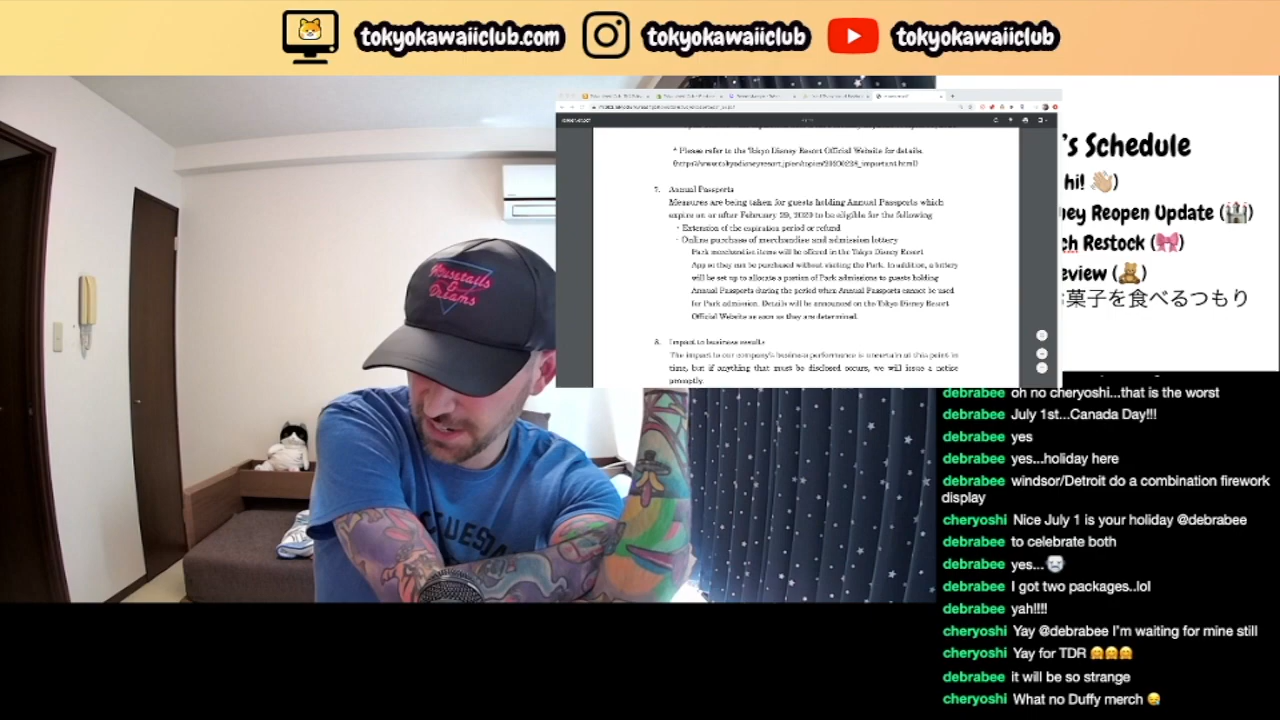 tokyokawaiiclub.com tokyokawaiiclub tokyokawaiiclub
* Please refer to the Tokyo Disney Resort Official Website for details.
7. Annual Passports
Measures are being taken for guests holding Annual Passports which
expire on or after February 29, 2020 to be eligible for the following
・Extension of the expiration period or refund
・Online purchase of merchandise and admission lottery
Park merchandise items will be offered in the Tokyo Disney Resort
App so they can be purchased without visiting the Park. In addition, a lottery
will be set up to allocate a portion of Park admissions to guests holding
Annual Passports during the period when Annual Passports cannot be used
for Park admission. Details will be announced on the Tokyo Disney Resort
Official Website as soon as they are determined.
8. Impact to business results
The impact to our company's business performance is uncertain at this point in
time, but if anything that must be disclosed occurs, we will issue a notice
promptly.
's Schedule
hi! 👋🏼)
ney Reopen Update (🏰)
ch Restock (🎀)
eview (🧸)
菓子を食べるつもり
Mousetails
&
Dreams
TUESDA
debrabee oh no cheryoshi...that is the worst
debrabee July 1st...Canada Day!!!
debrabee yes
debrabee yes...holiday here
debrabee windsor/Detroit do a combination firework
display
cheryoshi Nice July 1 is your holiday @debrabee
debrabee to celebrate both
debrabee yes...😭
debrabee I got two packages..lol
debrabee yah!!!!
cheryoshi Yay @debrabee I'm waiting for mine still
cheryoshi Yay for TDR 🤗🤗🤗
debrabee it will be so strange
cheryoshi What no Duffy merch 😪